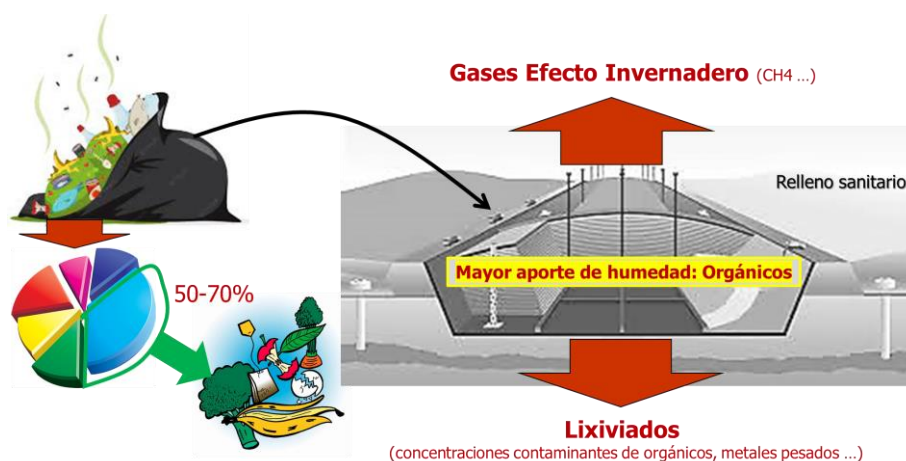 Gases Efecto Invernadero (CH4 ...)
Relleno sanitario
Mayor aporte de humedad: Orgánicos
50-70%
Lixiviados
(concentraciones contaminantes de orgánicos, metales pesados ...)